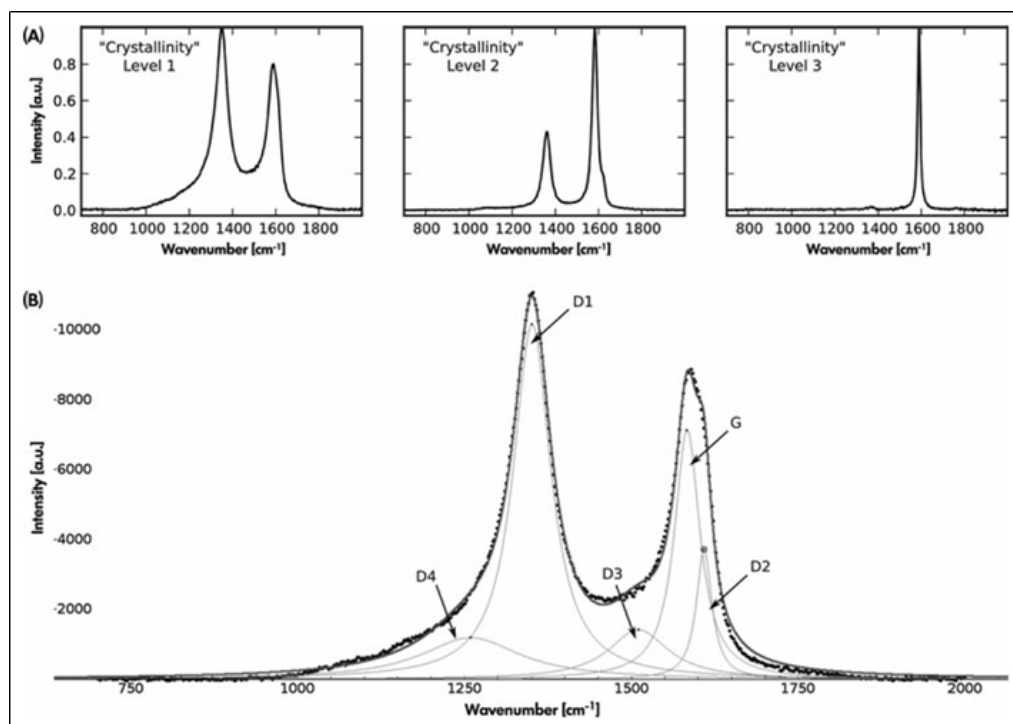 (A)
"Crystallinity"
Level 1
"Crystallinity"
Level 2
"Crystallinity"
Level 3
Intensity [a.u.]
0.8
0.6
0.4
0.2
0.0
800 1000 1200 1400 1600 1800
800 1000 1200 1400 1600 1800
800 1000 1200 1400 1600 1800
Wavenumber [cm⁻¹]
Wavenumber [cm⁻¹]
Wavenumber [cm⁻¹]
(B)
D1
-10000
-8000
G
-6000
Intensity [a.u.]
-4000
D4
D3
D2
-2000
750 1000 1250 1500 1750 2000
Wavenumber [cm⁻¹]